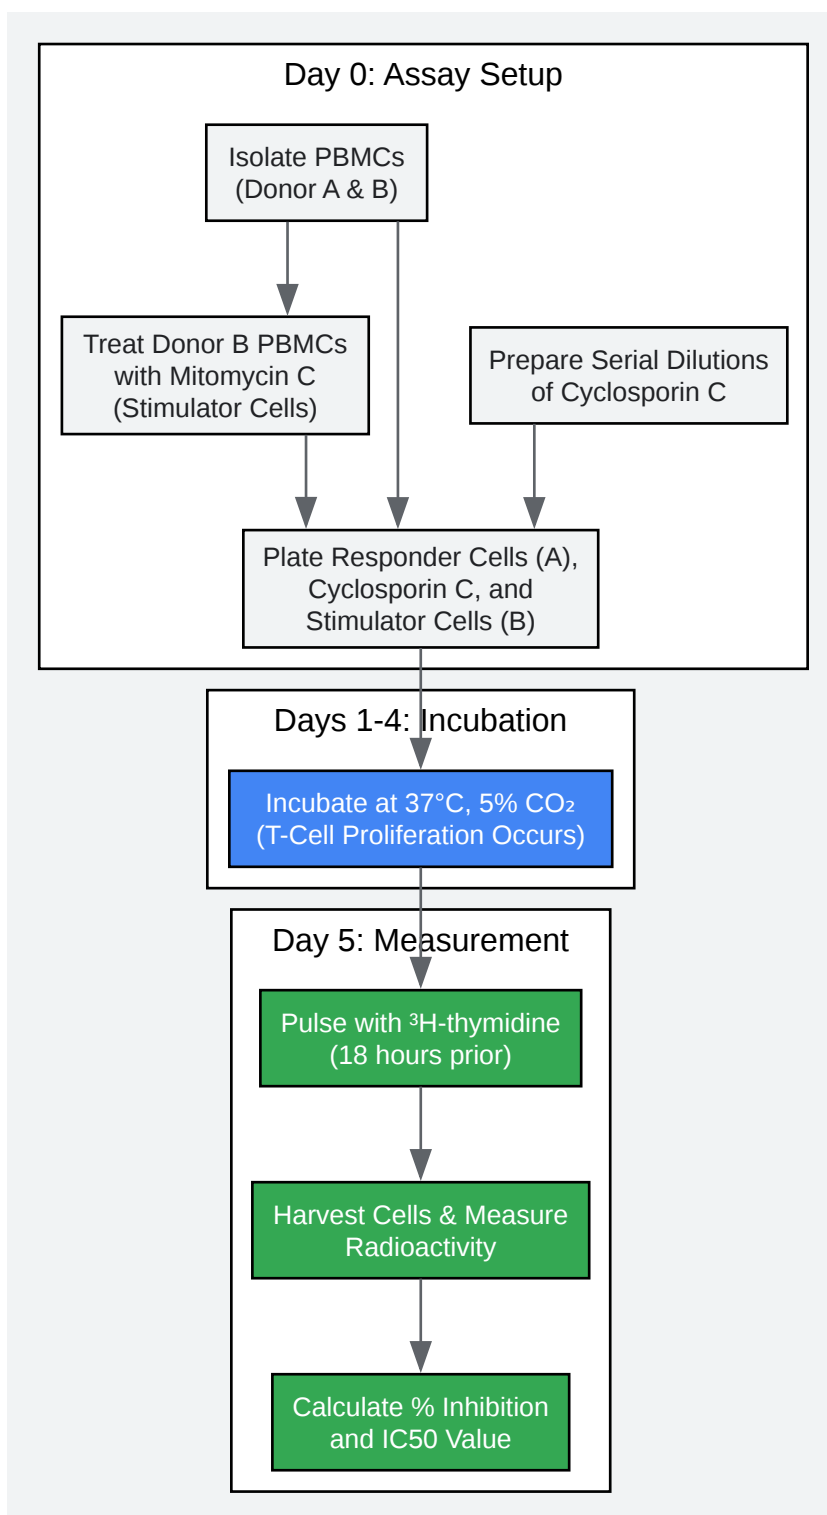 Day 0: Assay Setup
Isolate PBMCs
(Donor A & B)
Treat Donor B PBMCs
with Mitomycin C
(Stimulator Cells)
Prepare Serial Dilutions
of Cyclosporin C
Plate Responder Cells (A),
Cyclosporin C, and
Stimulator Cells (B)
Days 1-4: Incubation
Incubate at 37°C, 5% CO₂
(T-Cell Proliferation Occurs)
Day 5: Measurement
Pulse with ³H-thymidine
(18 hours prior)
Harvest Cells & Measure
Radioactivity
Calculate % Inhibition
and IC50 Value